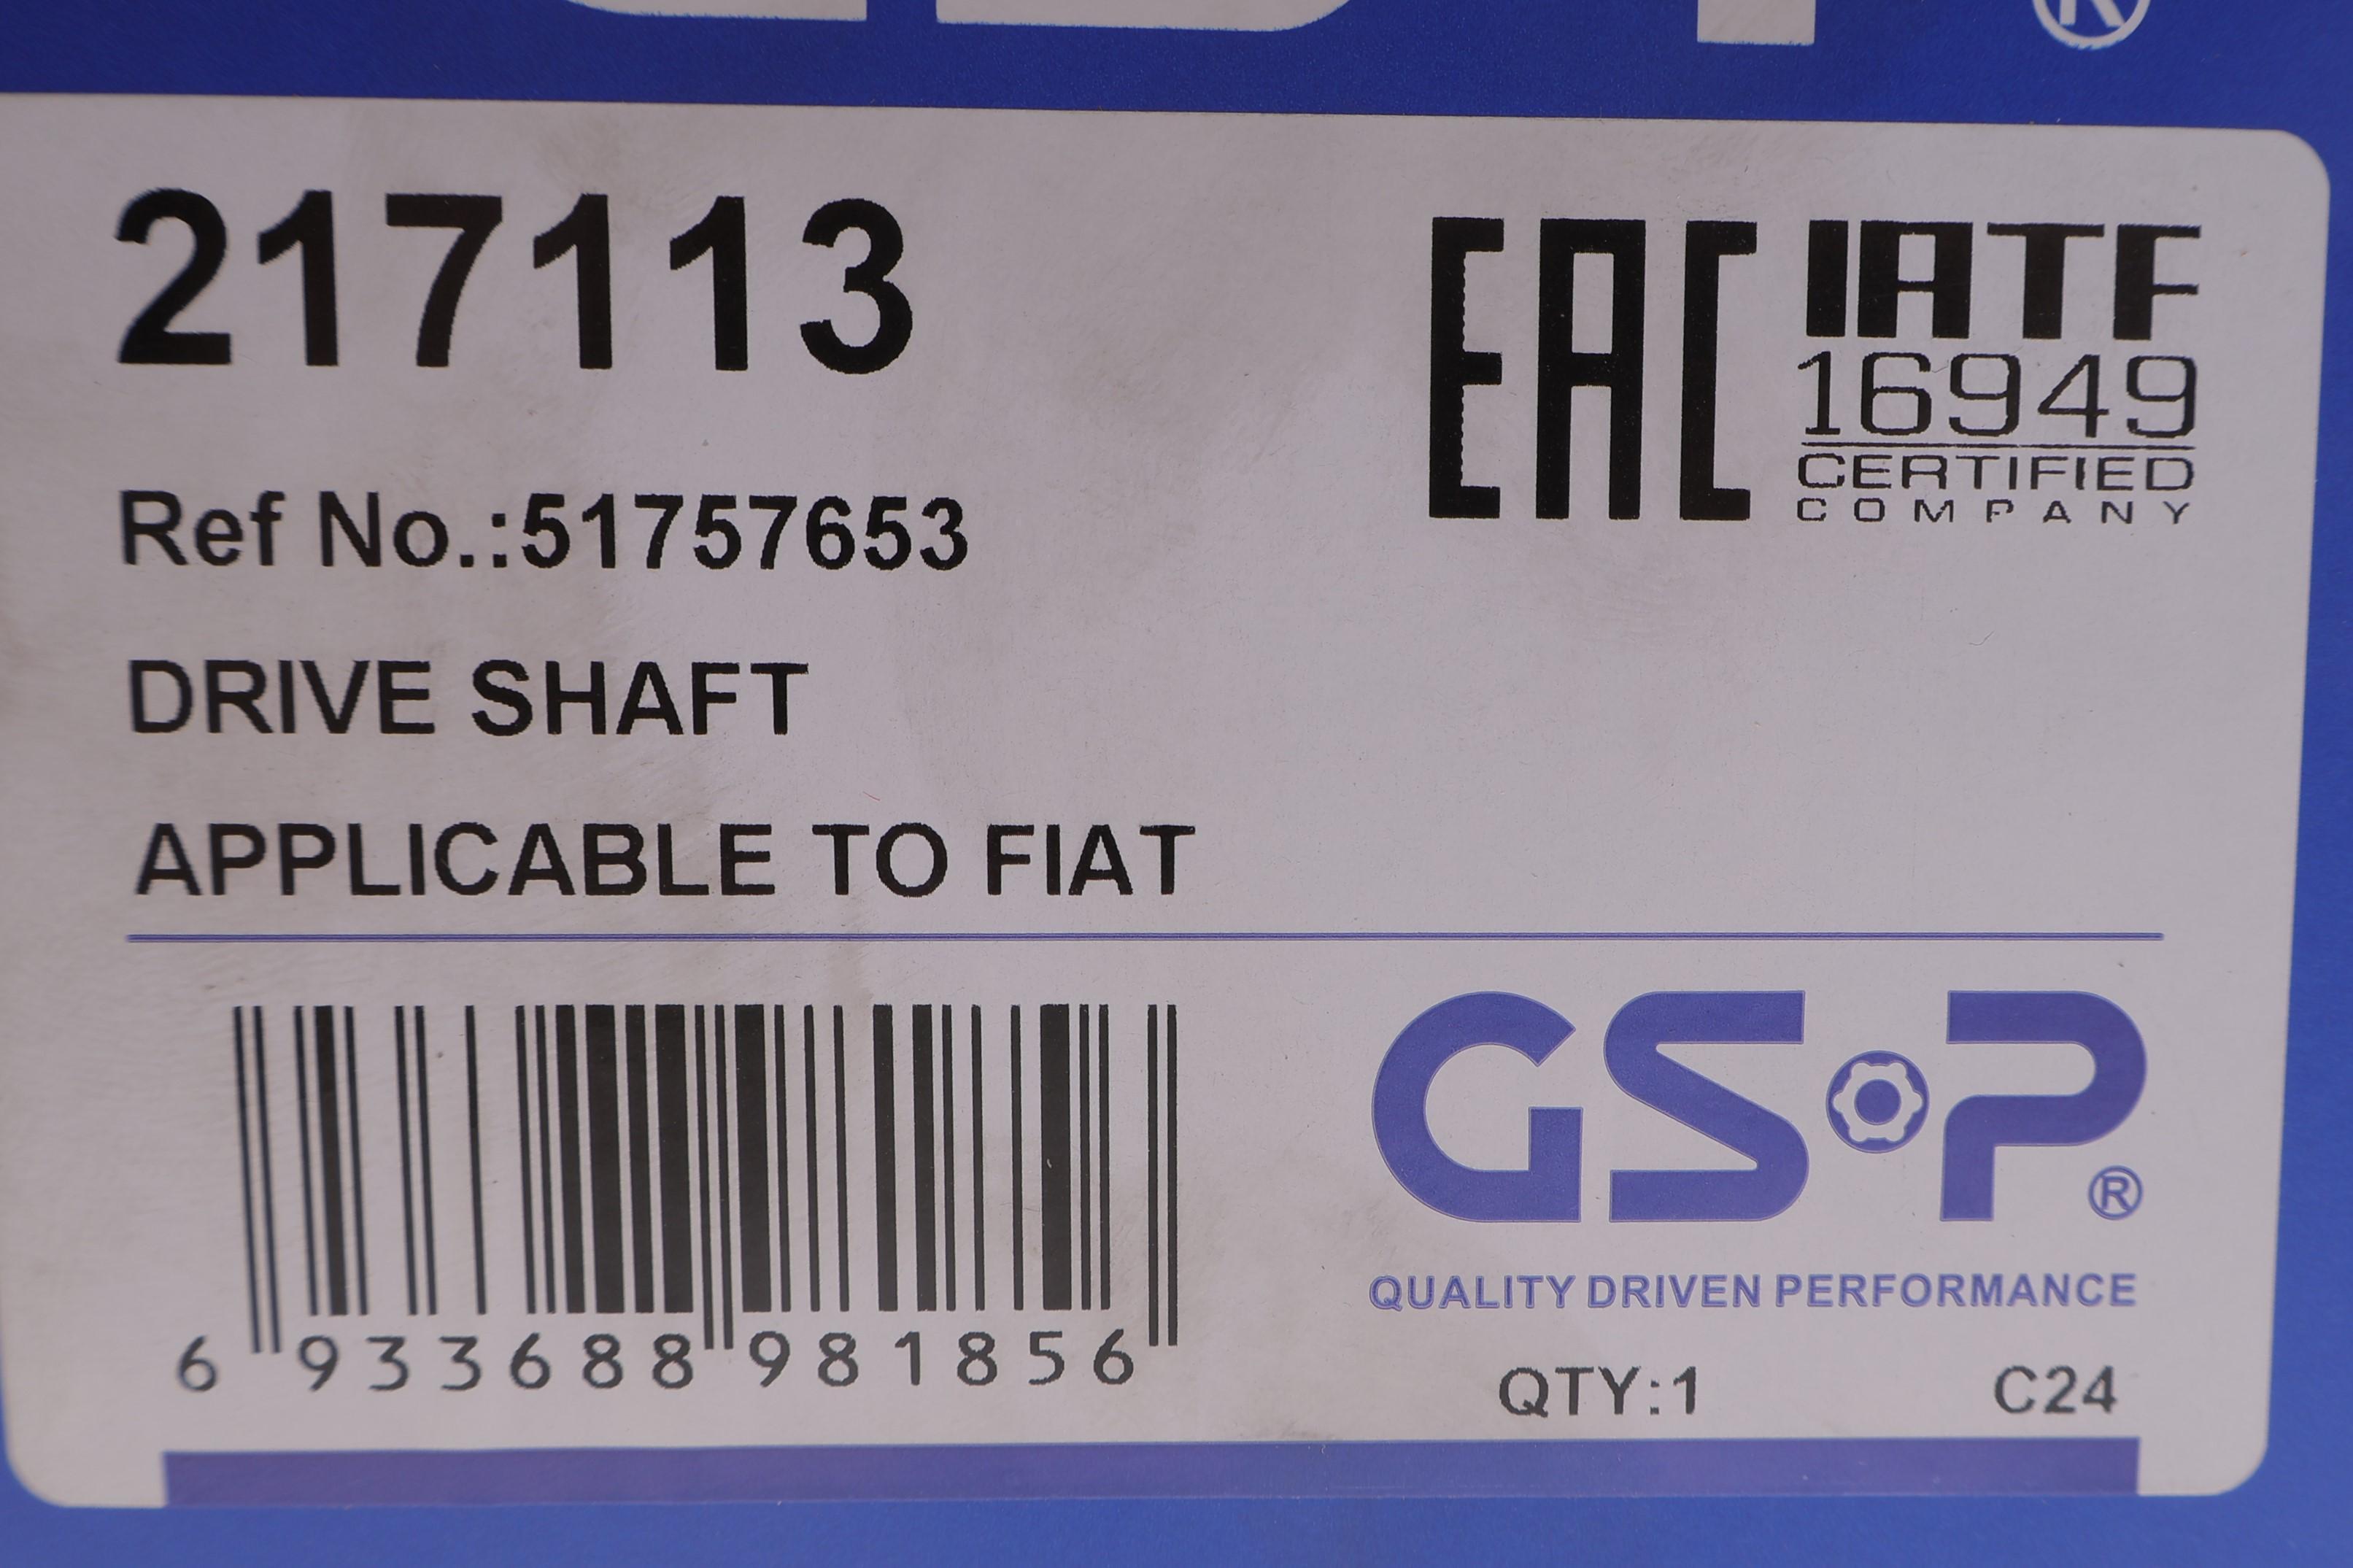 ®
217113
EAC
IATF
16949
CERTIFIED
COMPANY
Ref No.:51757653
DRIVE SHAFT
APPLICABLE TO FIAT
6 933688 981856
GSP®
QUALITY DRIVEN PERFORMANCE
QTY:1 C24